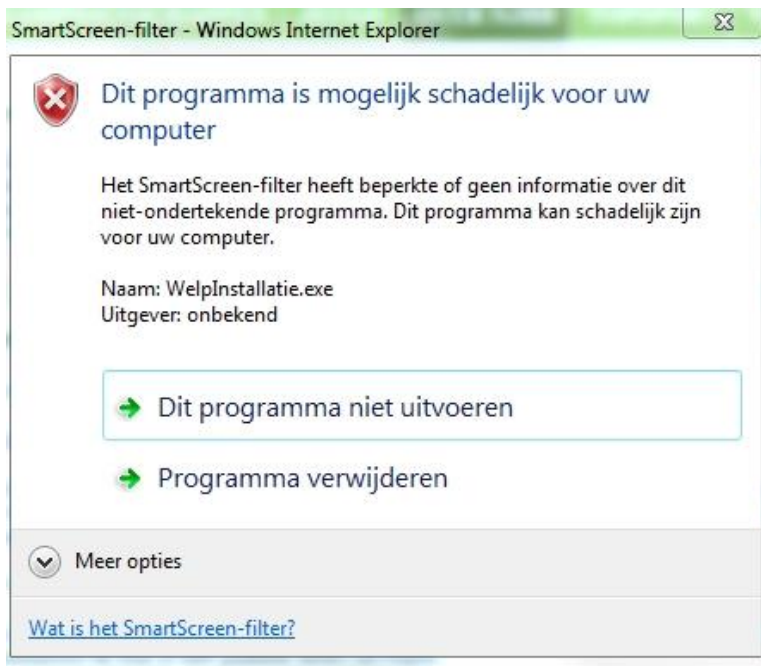 SmartScreen-filter - Windows Internet Explorer
Dit programma is mogelijk schadelijk voor uw
computer
Het SmartScreen-filter heeft beperkte of geen informatie over dit
niet-ondertekende programma. Dit programma kan schadelijk zijn
voor uw computer.
Naam: WelpInstallatie.exe
Uitgever: onbekend
Dit programma niet uitvoeren
Programma verwijderen
Meer opties
Wat is het SmartScreen-filter?